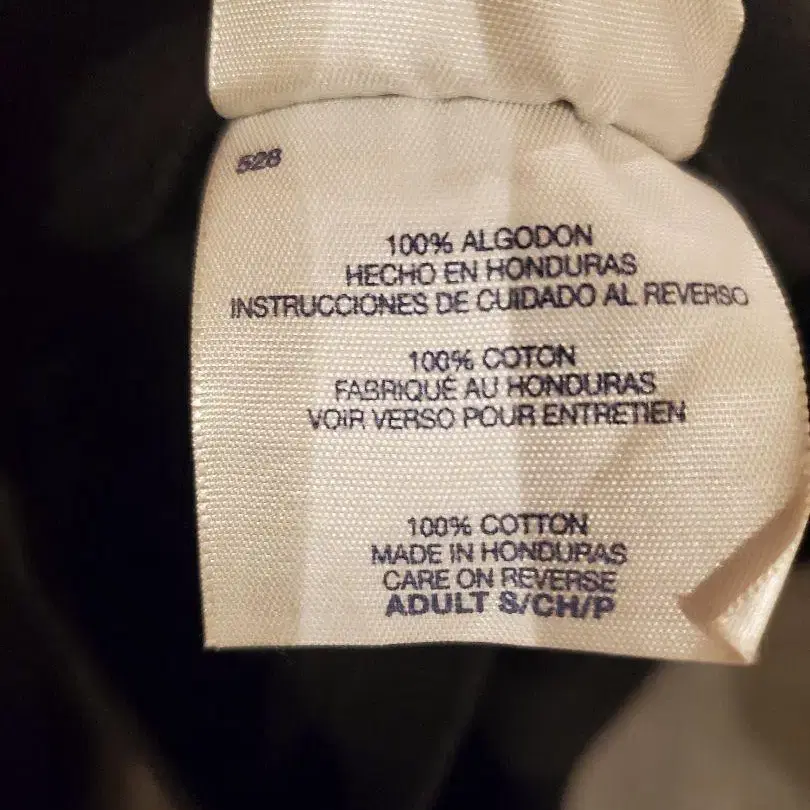 528
100% ALGODON
HECHO EN HONDURAS
INSTRUCCIONES DE CUIDADO AL REVERSO
100% COTON
FABRIQUÉ AU HONDURAS
VOIR VERSO POUR ENTRETIEN
100% COTTON
MADE IN HONDURAS
CARE ON REVERSE
ADULT S/CH/P